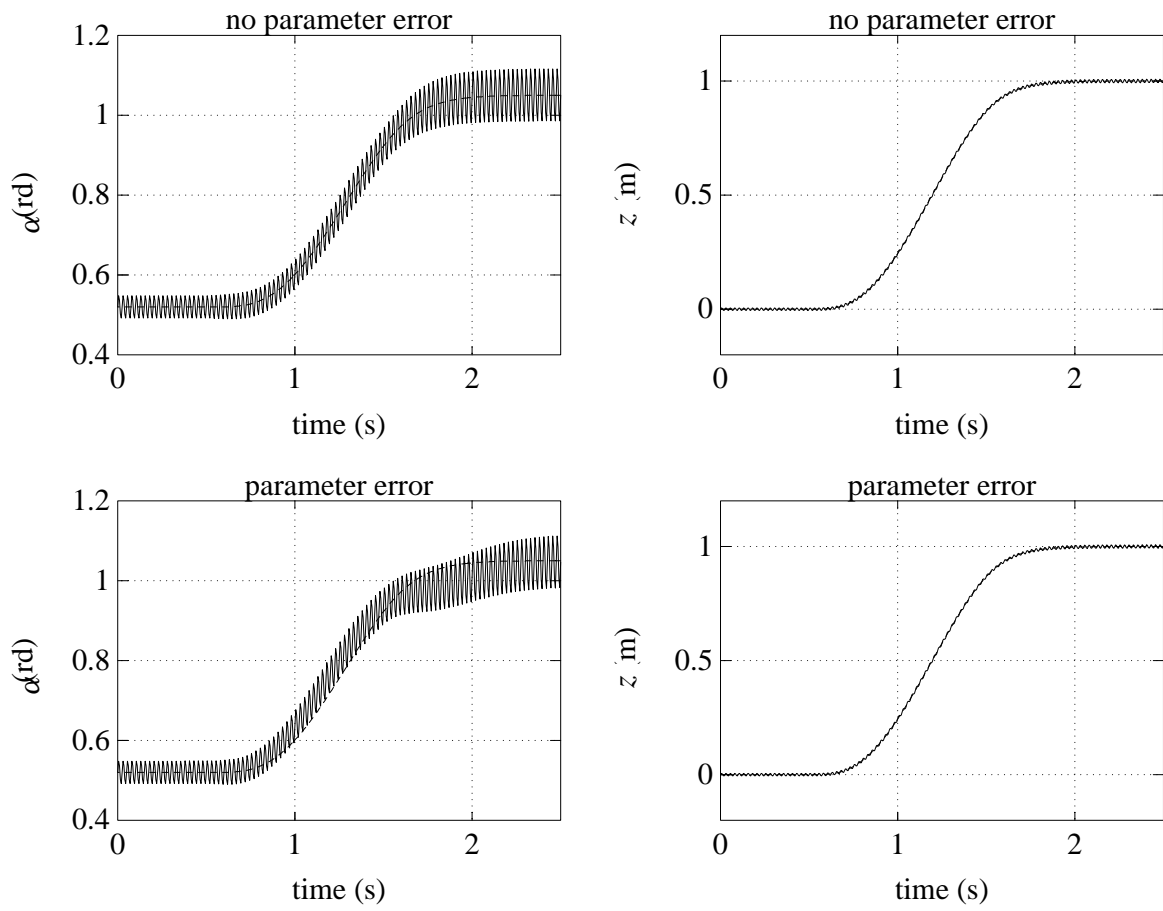 no parameter error
1.2
1
0.8
0.6
0.4
α(rd)
0
1
2
time (s)
no parameter error
1
0.5
0
z (m)
0
1
2
time (s)
parameter error
1.2
1
0.8
0.6
0.4
α(rd)
0
1
2
time (s)
parameter error
1
0.5
0
z (m)
0
1
2
time (s)